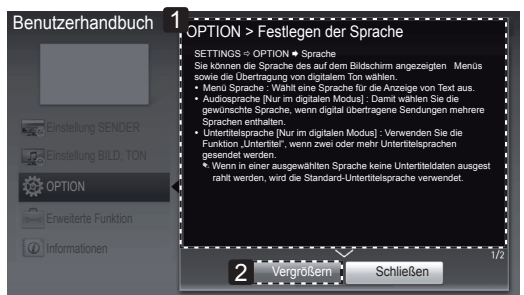 Benutzerhandbuch
1
OPTION > Festlegen der Sprache
SETTINGS ⇨ OPTION ➡ Sprache
Sie können die Sprache des auf dem Bildschirm angezeigten Menüs
sowie die Übertragung von digitalem Ton wählen.
• Menü Sprache : Wählt eine Sprache für die Anzeige von Text aus.
• Audiosprache [Nur im digitalen Modus] : Damit wählen Sie die
gewünschte Sprache, wenn digital übertragene Sendungen mehrere
Sprachen enthalten.
• Untertitelsprache [Nur im digitalen Modus] : Verwenden Sie die
Funktion „Untertitel", wenn zwei oder mehr Untertitelsprachen
gesendet werden.
Wenn in einer ausgewählten Sprache keine Untertiteldaten ausgest
rahlt werden, wird die Standard-Untertitelsprache verwendet.
Einstellung SENDER
Einstellung BILD, TON
OPTION
Erweiterte Funktion
Informationen
1/2
2
Vergrößern
Schließen